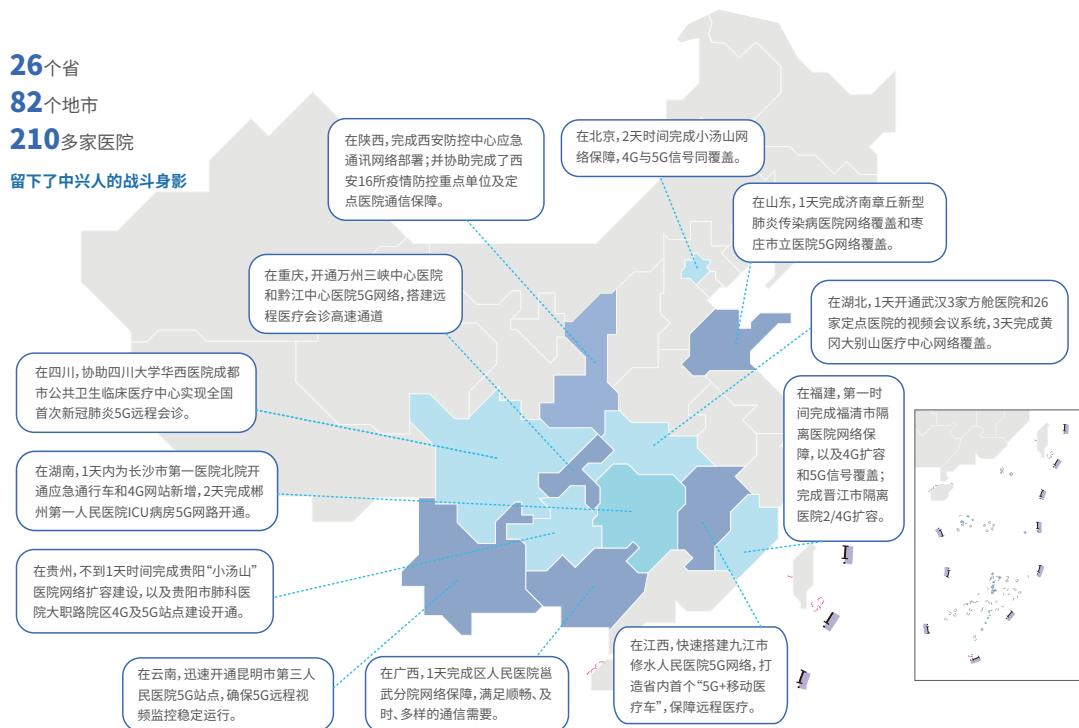 26个省
82个地市
210多家医院
留下了中兴人的战斗身影
在陕西,完成西安防控中心应急
通讯网络部署;并协助完成了西
安16所疫情防控重点单位及定
点医院通信保障。
在北京,2天时间完成小汤山网
络保障,4G与5G信号同覆盖。
在山东,1天完成济南章丘新型
肺炎传染病医院网络覆盖和枣
庄市立医院5G网络覆盖。
在重庆,开通万州三峡中心医院
和黔江中心医院5G网络,搭建远
程医疗会诊高速通道
在湖北,1天开通武汉3家方舱医院和26
家定点医院的视频会议系统,3天完成黄
冈大别山医疗中心网络覆盖。
在四川,协助四川大学华西医院成都
市公共卫生临床医疗中心实现全国
首次新冠肺炎5G远程会诊。
在福建,第一时
间完成福清市隔
离医院网络保
障,以及4G扩容
和5G信号覆盖;
完成晋江市隔离
医院2/4G扩容。
在湖南,1天内为长沙市第一医院北院开
通应急通行车和4G网站新增,2天完成郴
州第一人民医院ICU病房5G网路开通。
在贵州,不到1天时间完成贵阳“小汤山”
医院网络扩容建设,以及贵阳市肺科医
院大职路院区4G及5G站点建设开通。
在云南,迅速开通昆明市第三人
民医院5G站点,确保5G远程视
频监控稳定运行。
在广西,1天完成区人民医院邕
武分院网络保障,满足顺畅、及
时、多样的通信需要。
在江西,快速搭建九江市
修水人民医院5G网络,打
造省内首个“5G+移动医
疗车”,保障远程医疗。